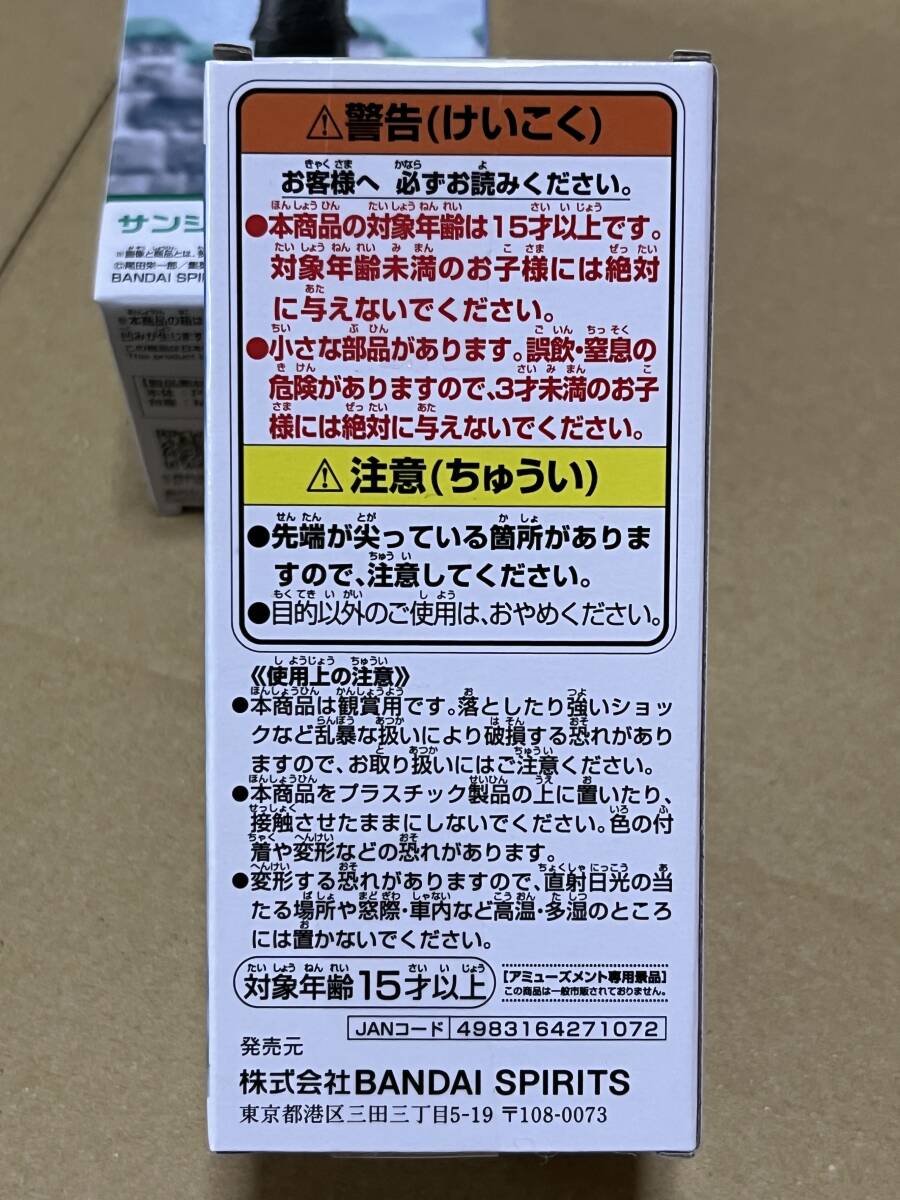 サンジ
©尾田栄一郎／集英
BANDAI SPIR
⚠警告(けいこく)
お客様へ 必ずお読みください。
●本商品の対象年齢は15才以上です。
対象年齢未満のお子様には絶対
に与えないでください。
●小さな部品があります。誤飲・窒息の
危険がありますので、3才未満のお子
様には絶対に与えないでください。
⚠注意(ちゅうい)
●先端が尖っている箇所がありま
すので、注意してください。
●目的以外のご使用は、おやめください。
《使用上の注意》
●本商品は観賞用です。落としたり強いショッ
クなど乱暴な扱いにより破損する恐れがあり
ますので、お取り扱いにはご注意ください。
●本商品をプラスチック製品の上に置いたり、
接触させたままにしないでください。色の付
着や変形などの恐れがあります。
●変形する恐れがありますので、直射日光の当
たる場所や窓際・車内など高温・多湿のところ
には置かないでください。
対象年齢15才以上
【アミューズメント専用景品】
この商品は一般市販されておりません。
JANコード 4983164271072
発売元
株式会社BANDAI SPIRITS
東京都港区三田三丁目5-19 〒108-0073